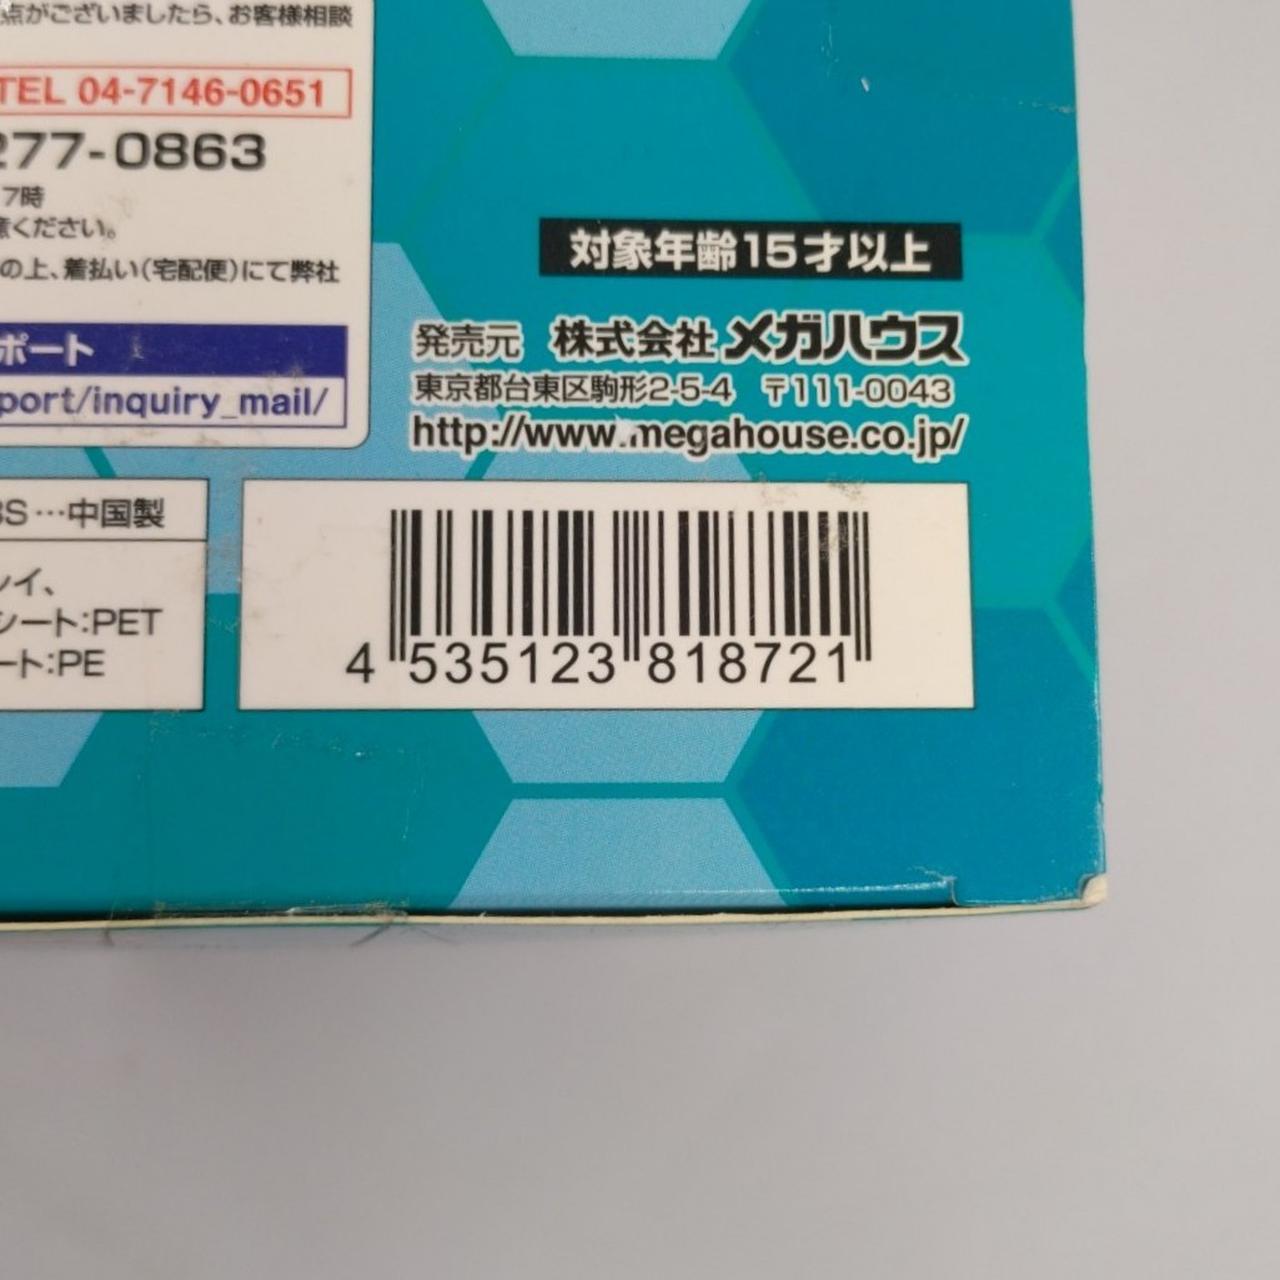 点がございましたら、お客様相談
TEL 04-7146-0651
277-0863
7時
ください。
の上、着払い(宅配便)にて弊社
ポート
port/inquiry_mail/
対象年齢15才以上
発売元 株式会社メガハウス
東京都台東区駒形2-5-4 〒111-0043
http://www.megahouse.co.jp/
BS…中国製
レイ、
シート:PET
ート:PE
4 535123 818721